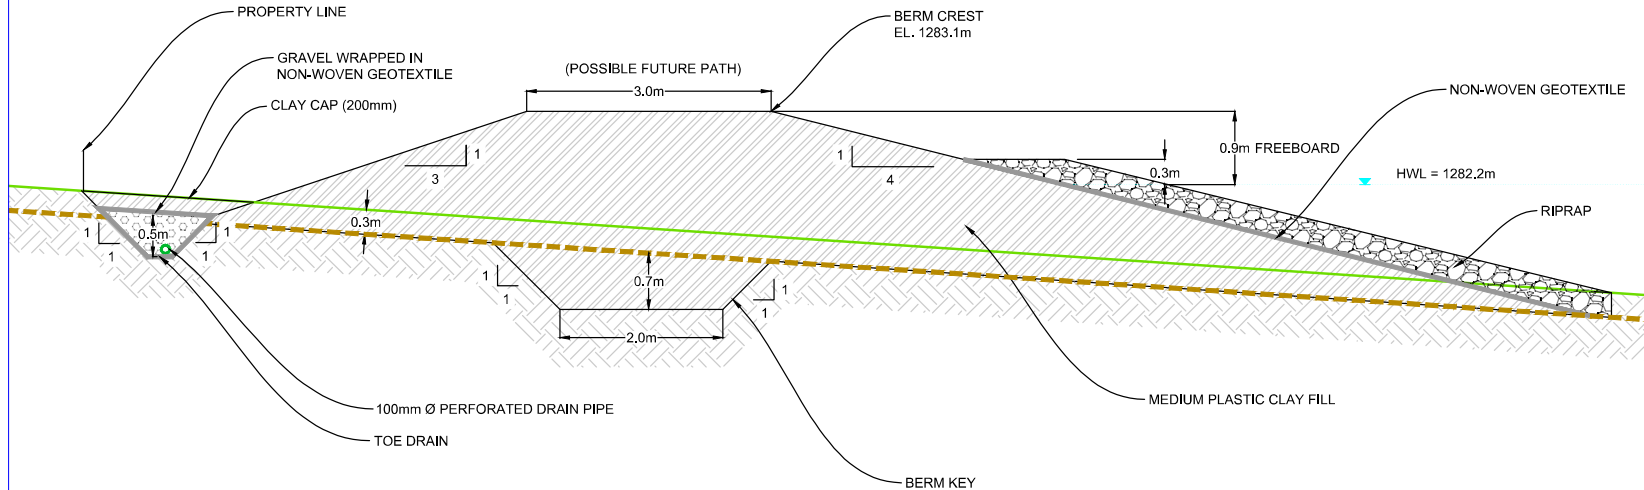 PROPERTY LINE
BERM CREST
EL. 1283.1m
GRAVEL WRAPPED IN
NON-WOVEN GEOTEXTILE
(POSSIBLE FUTURE PATH)
3.0m
NON-WOVEN GEOTEXTILE
CLAY CAP (200mm)
0.9m FREEBOARD
1
3
1
4
0.3m
HWL = 1282.2m
RIPRAP
0.3m
1
1
0.5m
1
1
1
1
0.7m
1
1
2.0m
MEDIUM PLASTIC CLAY FILL
100mm Ø PERFORATED DRAIN PIPE
TOE DRAIN
BERM KEY